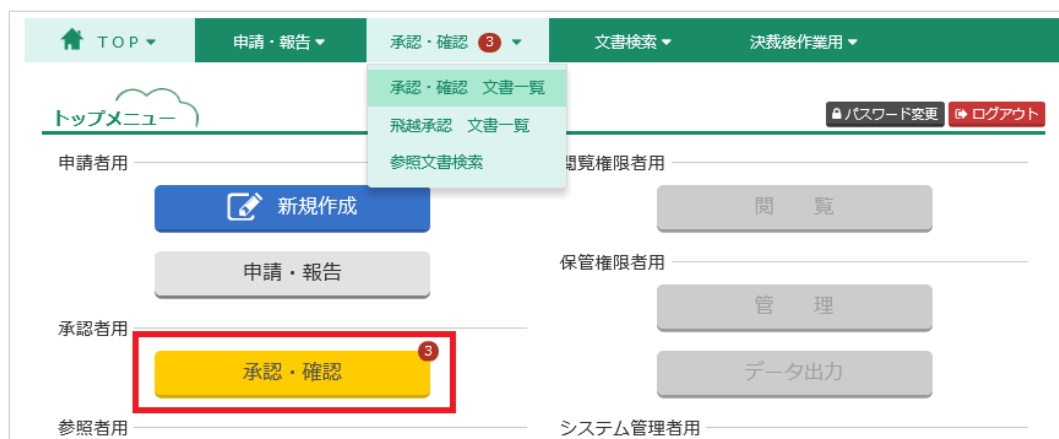 TOP
申請・報告
承認・確認 3
文書検索
決裁後作業用
承認・確認 文書一覧
飛越承認 文書一覧
参照文書検索
トップメニュー
パスワード変更
ログアウト
申請者用
新規作成
申請・報告
承認者用
3
承認・確認
参照者用
閲覧権限者用
閲 覧
保管権限者用
管 理
データ出力
システム管理者用